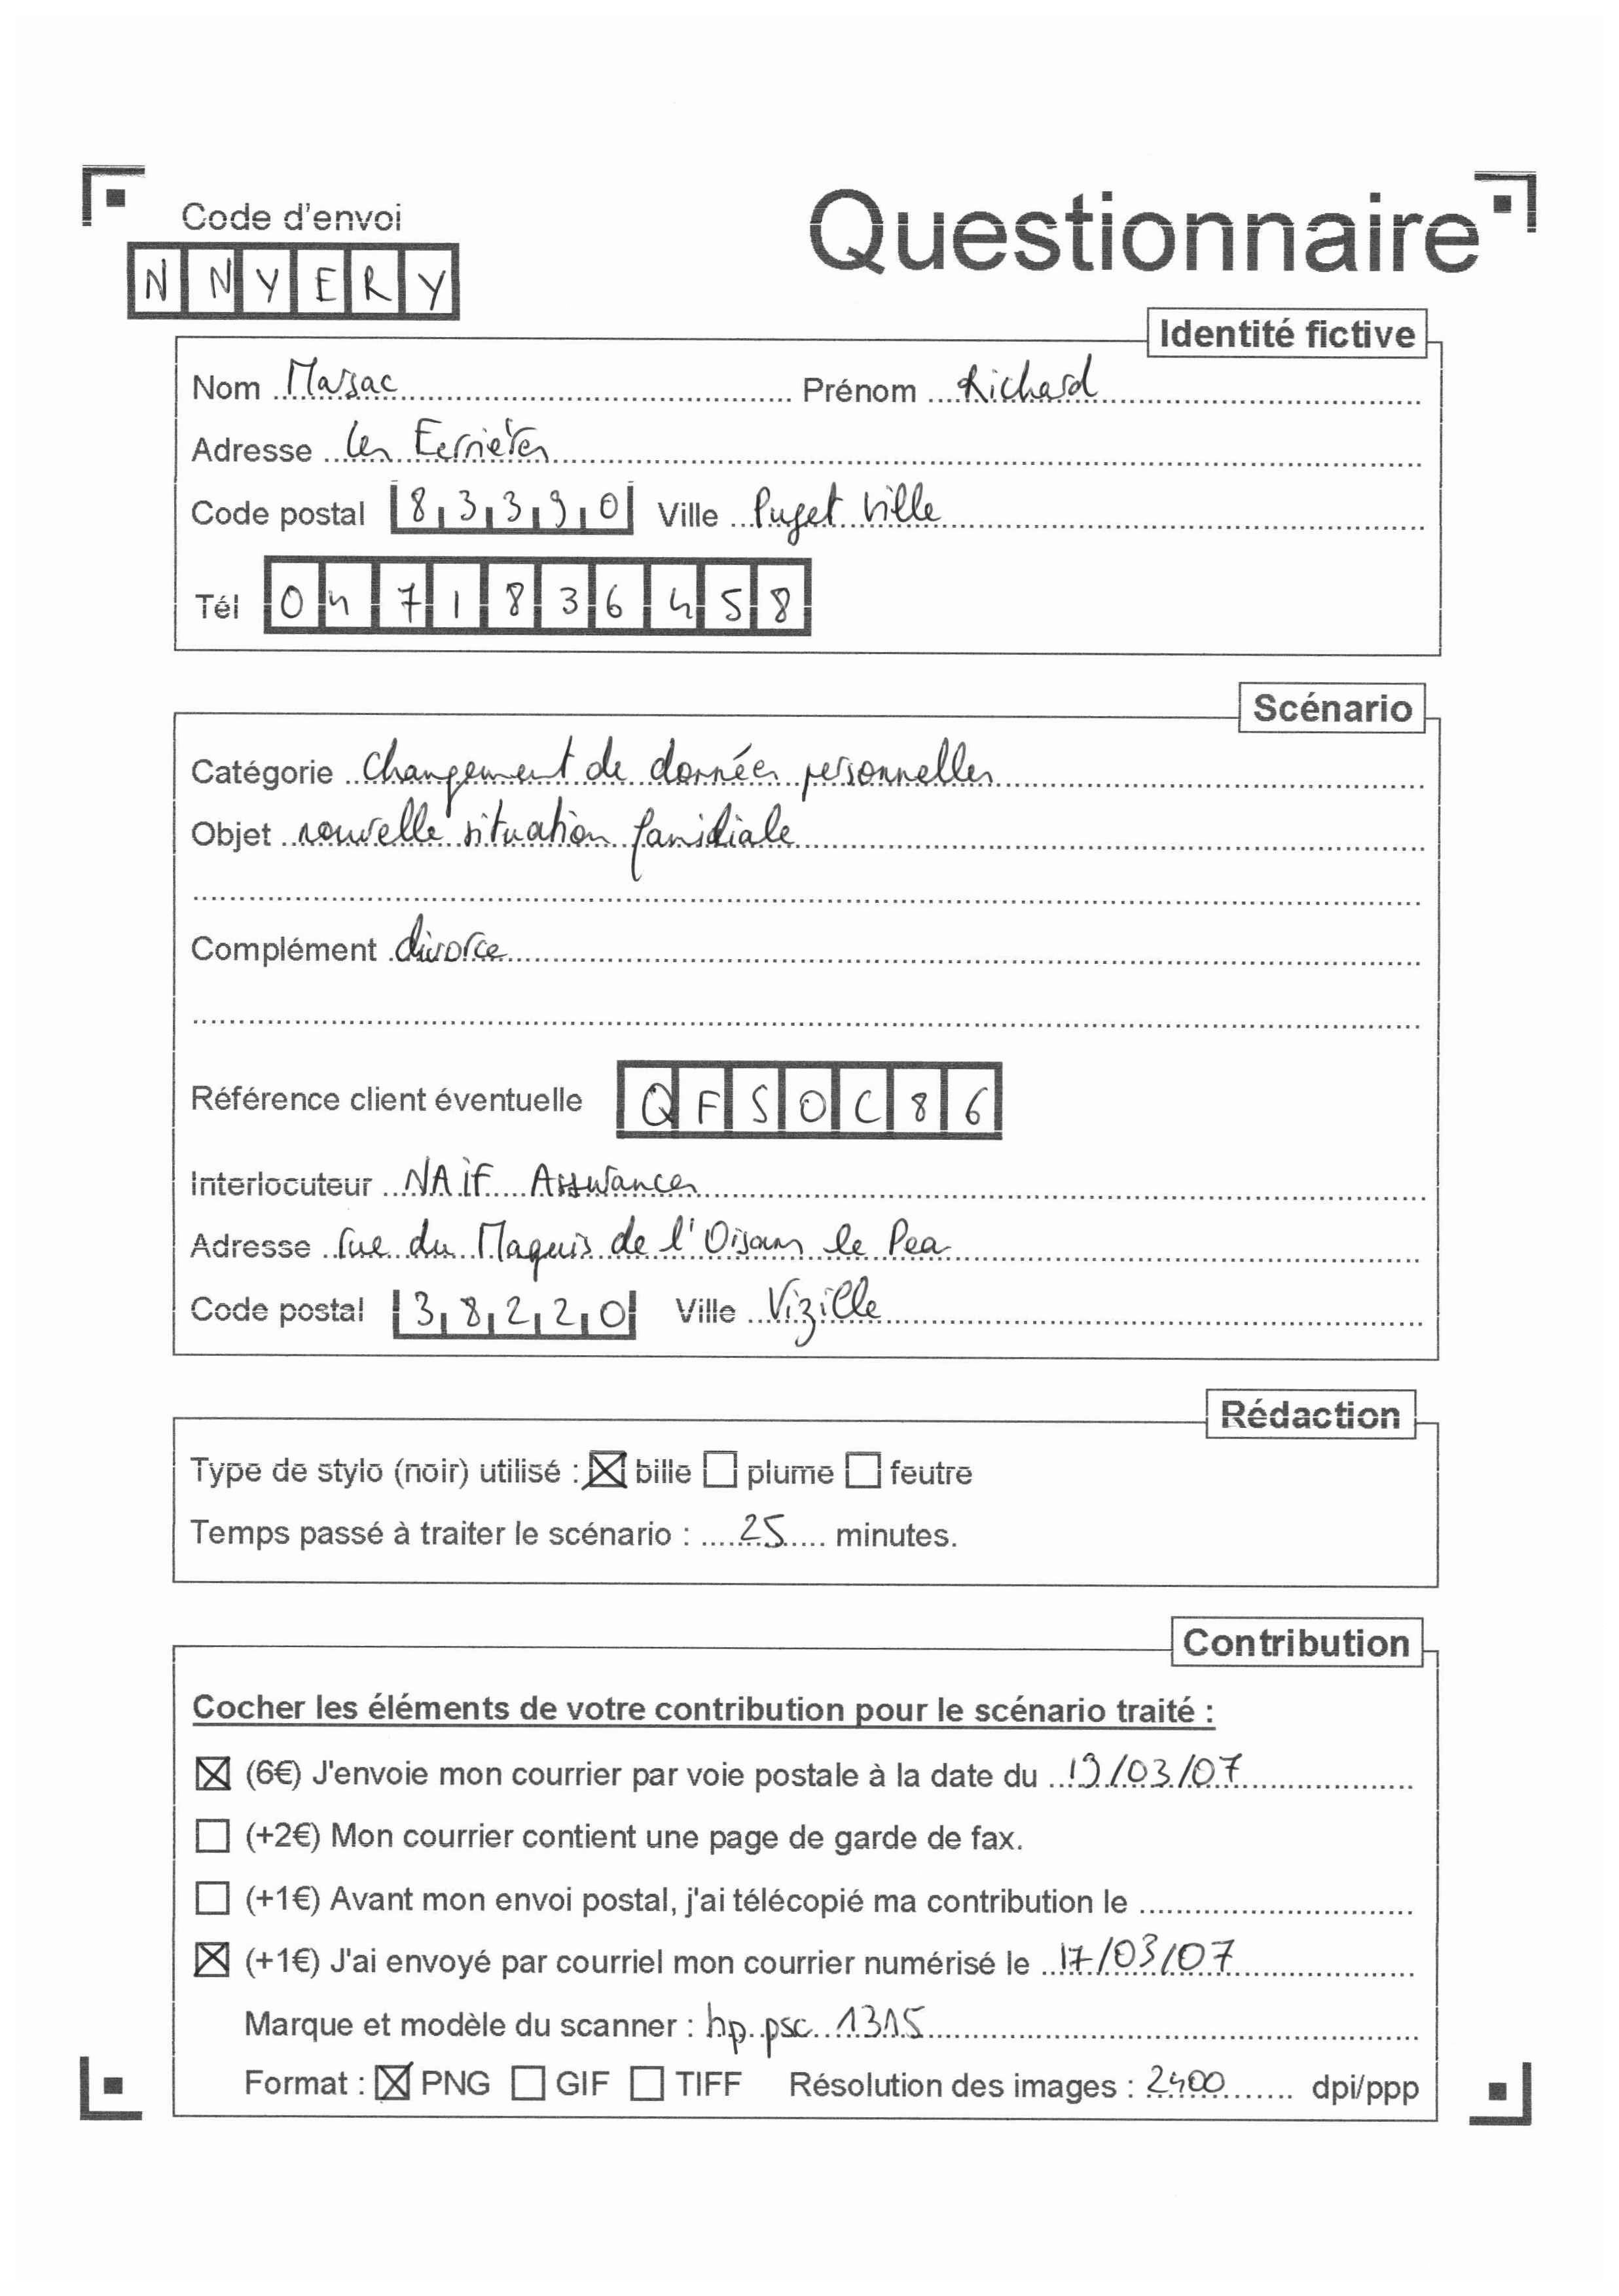 Code d'envoi
Questionnaire
NNYERY
Identité fictive
Nom Marsac Prénom Richard
Adresse Les
Code postal 83390 Ville Puget Ville
Tél 0471836458
Scénario
Catégorie changement de données personnelles
Objet nouvelle situation familiale
Complément divorce
Référence client éventuelle QFSOC86
Interlocuteur NAIF Assurances
Adresse rue du Maquis de l'Oisans le Pea
Code postal 38220 Ville Vizille
Rédaction
Type de stylo (noir) utilisé : ☒ bille ☐ plume ☐ feutre
Temps passé à traiter le scénario : 25 minutes.
Contribution
Cocher les éléments de votre contribution pour le scénario traité :
☒ (6€) J'envoie mon courrier par voie postale à la date du 19/03/07
☐ (+2€) Mon courrier contient une page de garde de fax.
☐ (+1€) Avant mon envoi postal, j'ai télécopié ma contribution le
☒ (+1€) J'ai envoyé par courriel mon courrier numérisé le 17/03/07
Marque et modèle du scanner : hp psc 1315
Format : ☒ PNG ☐ GIF ☐ TIFF Résolution des images : 2400 dpi/ppp